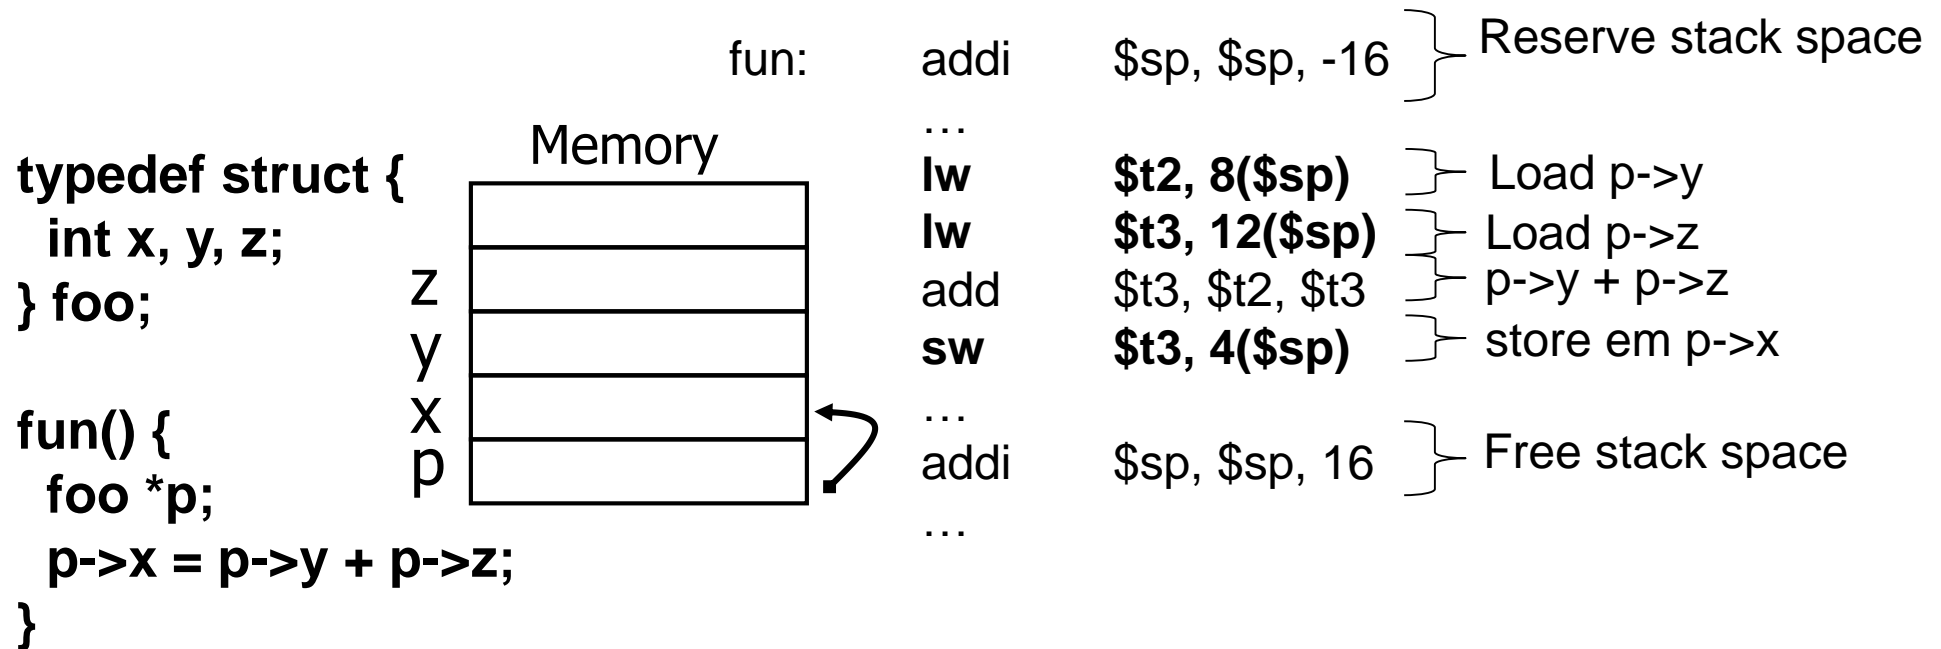 typedef struct {
int x, y, z;
} foo;
fun() {
foo *p;
p->x = p->y + p->z;
}
Memory
z
y
x
p
fun: addi $sp, $sp, -16 Reserve stack space
…
lw $t2, 8($sp) Load p->y
lw $t3, 12($sp) Load p->z
add $t3, $t2, $t3 p->y + p->z
sw $t3, 4($sp) store em p->x
…
addi $sp, $sp, 16 Free stack space
…